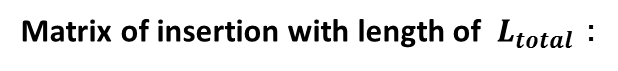 Matrix of insertion with length of L_total :